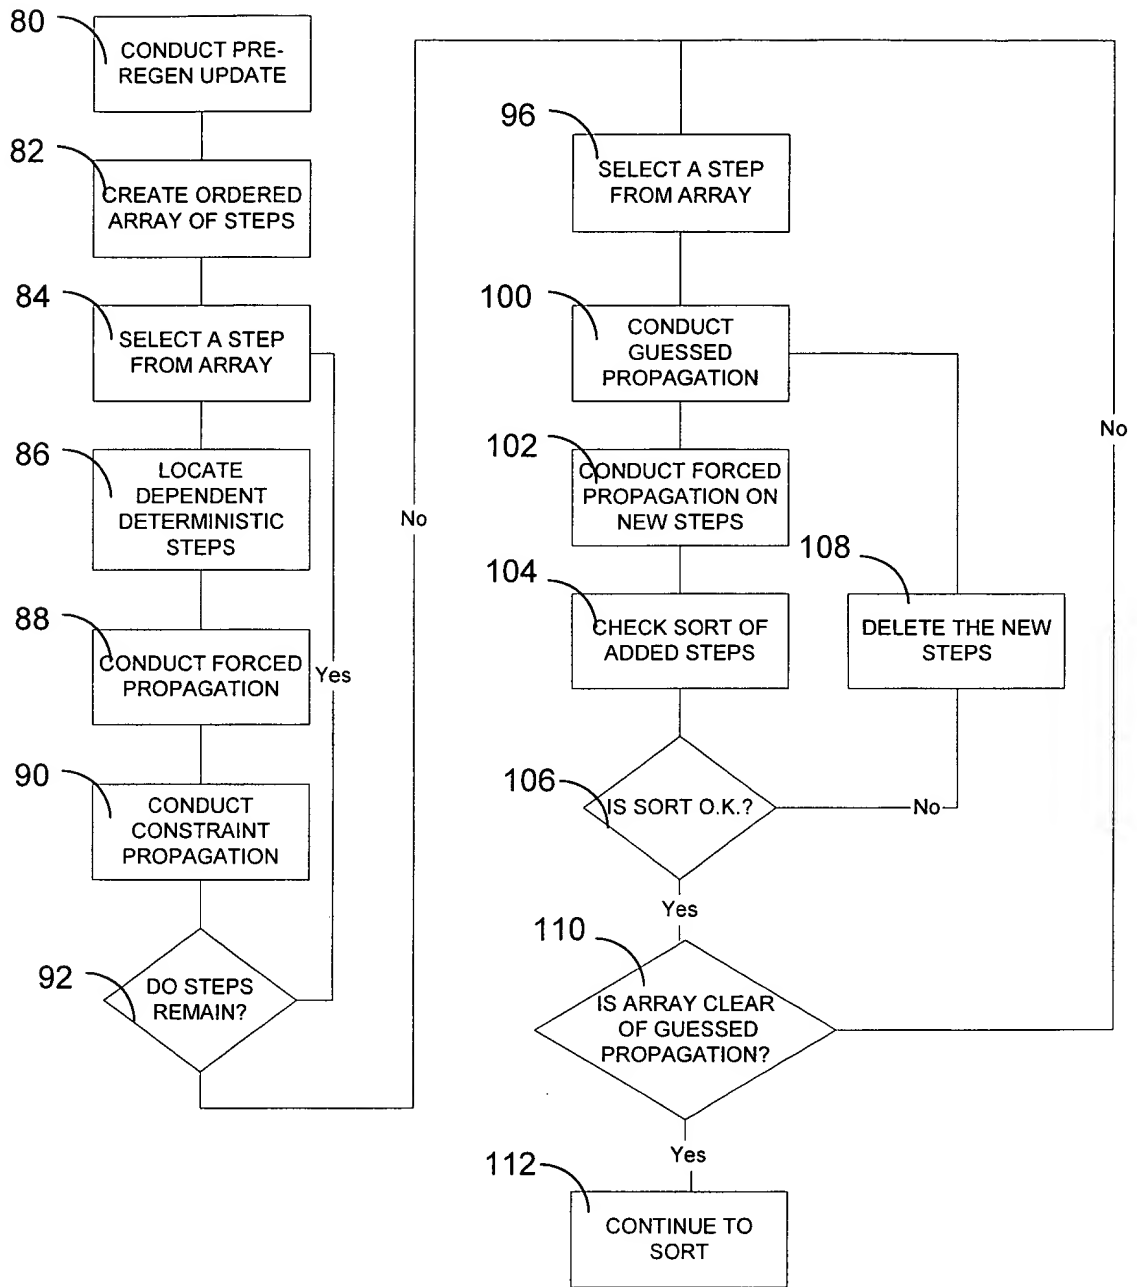 80
CONDUCT PRE-
REGEN UPDATE
82
CREATE ORDERED
ARRAY OF STEPS
84
SELECT A STEP
FROM ARRAY
86
LOCATE
DEPENDENT
DETERMINISTIC
STEPS
88
CONDUCT FORCED
PROPAGATION
Yes
90
CONDUCT
CONSTRAINT
PROPAGATION
92
DO STEPS
REMAIN?
No
96
SELECT A STEP
FROM ARRAY
100
CONDUCT
GUESSED
PROPAGATION
102
CONDUCT FORCED
PROPAGATION ON
NEW STEPS
104
CHECK SORT OF
ADDED STEPS
108
DELETE THE NEW
STEPS
106
IS SORT O.K.?
No
Yes
110
IS ARRAY CLEAR
OF GUESSED
PROPAGATION?
No
Yes
112
CONTINUE TO
SORT